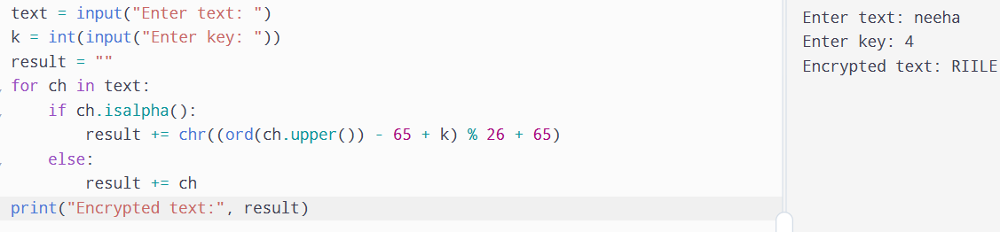 text = input("Enter text: ")
k = int(input("Enter key: "))
result = ""
for ch in text:
    if ch.isalpha():
        result += chr((ord(ch.upper()) - 65 + k) % 26 + 65)
    else:
        result += ch
print("Encrypted text:", result)
Enter text: neeha
Enter key: 4
Encrypted text: RIILE